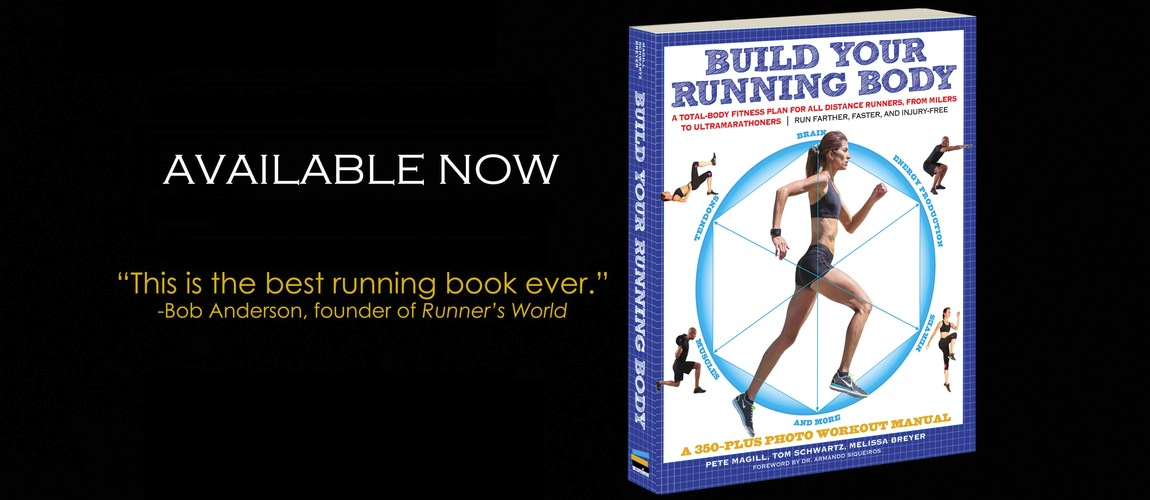 AVAILABLE NOW
“This is the best running book ever.”
-Bob Anderson, founder of Runner’s World
BUILD YOUR RUNNING BODY
BUILD YOUR
RUNNING BODY
A TOTAL-BODY FITNESS PLAN FOR ALL DISTANCE RUNNERS, FROM MILERS
TO ULTRAMARATHONERS | RUN FARTHER, FASTER, AND INJURY-FREE
BRAIN
ENERGY PRODUCTION
TENDONS
NERVES
MUSCLES
AND MORE
A 350-PLUS PHOTO WORKOUT MANUAL
PETE MAGILL, TOM SCHWARTZ, MELISSA BREYER
FOREWORD BY DR. ARMANDO SIQUEIROS